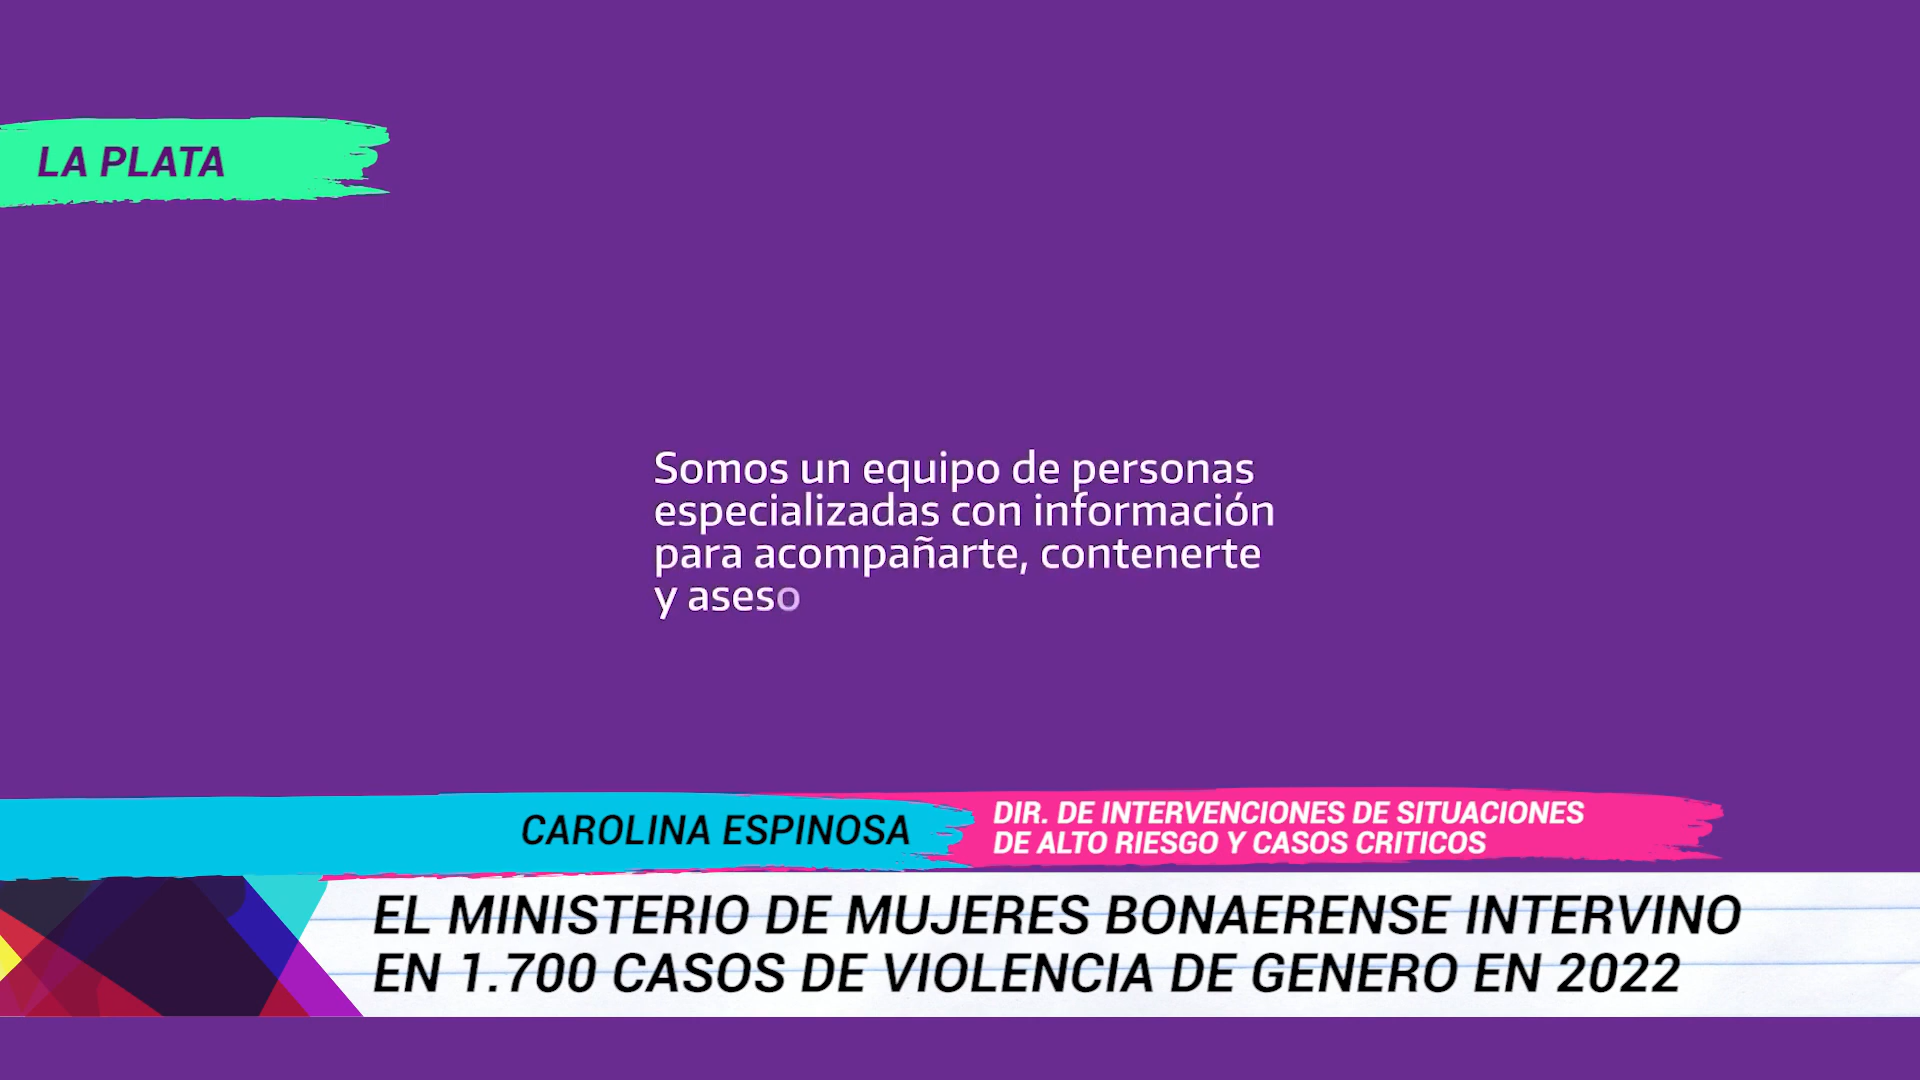 LA PLATA
Somos un equipo de personas
especializadas con información
para acompañarte, contenerte
y aseso
CAROLINA ESPINOSA
DIR. DE INTERVENCIONES DE SITUACIONES
DE ALTO RIESGO Y CASOS CRITICOS
EL MINISTERIO DE MUJERES BONAERENSE INTERVINO
EN 1.700 CASOS DE VIOLENCIA DE GENERO EN 2022